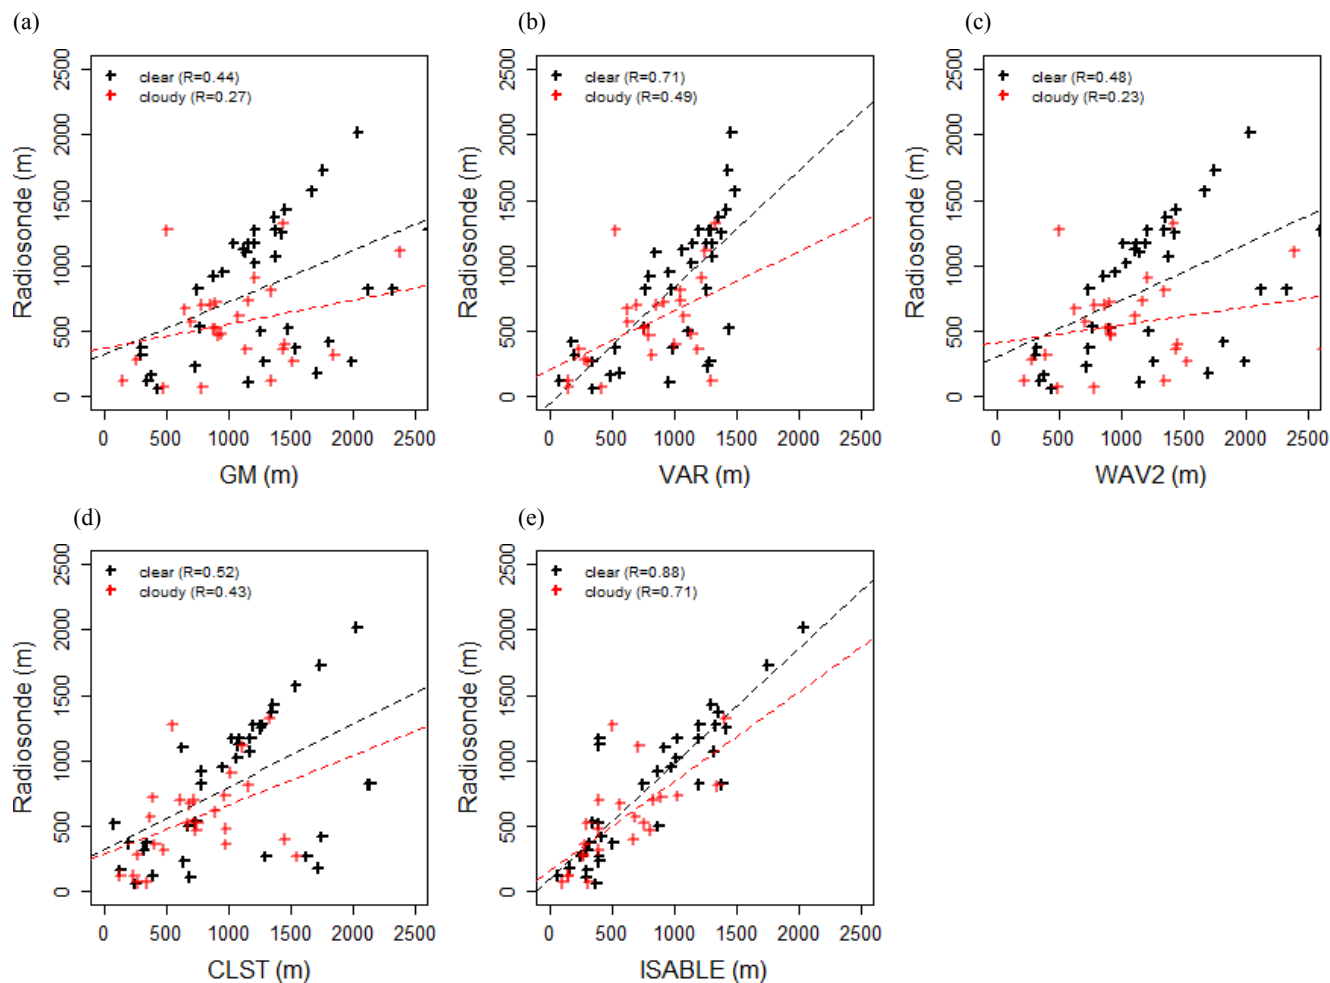 (a)
(b)
(c)
clear (R=0.44)
cloudy (R=0.27)
Radiosonde (m)
0 500 1000 1500 2000 2500
0 500 1000 1500 2000 2500
GM (m)
clear (R=0.71)
cloudy (R=0.49)
Radiosonde (m)
0 500 1000 1500 2000 2500
0 500 1000 1500 2000 2500
VAR (m)
clear (R=0.48)
cloudy (R=0.23)
Radiosonde (m)
0 500 1000 1500 2000 2500
0 500 1000 1500 2000 2500
WAV2 (m)
(d)
(e)
clear (R=0.52)
cloudy (R=0.43)
Radiosonde (m)
0 500 1000 1500 2000 2500
0 500 1000 1500 2000 2500
CLST (m)
clear (R=0.88)
cloudy (R=0.71)
Radiosonde (m)
0 500 1000 1500 2000 2500
0 500 1000 1500 2000 2500
ISABLE (m)